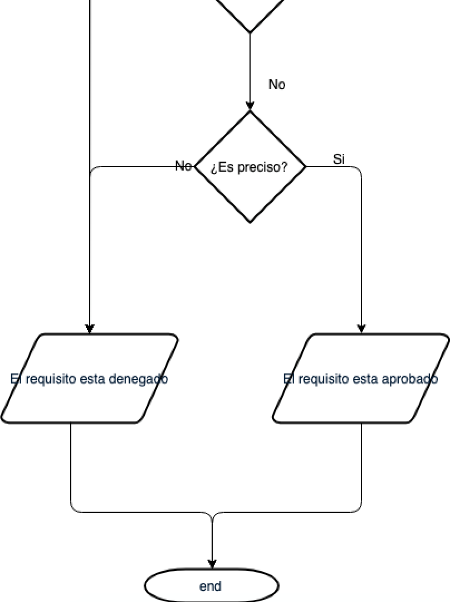 No
¿Es preciso?
No
Si
El requisito esta denegado
El requisito esta aprobado
end